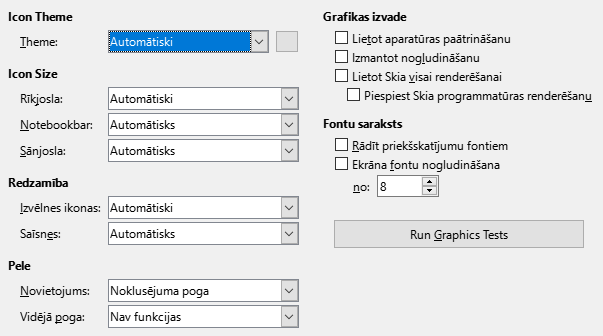 Icon Theme
Theme: Automātiski
Icon Size
Rīkjosla: Automātiski
Notebookbar: Automātisks
Sānjosla: Automātisks
Redzamība
Izvēlnes ikonas: Automātiski
Saīsņes: Automātisks
Pele
Novietojums: Noklusējuma poga
Vidējā poga: Nav funkcijas
Grafikas izvade
Lietot aparatūras paātrināšanu
Izmantot nogludināšanu
Lietot Skia visai renderēšanai
Piespiest Skia programmatūras renderēšanu
Fontu saraksts
Rādīt priekšskatījumu fontiem
Ekrāna fontu nogludināšana
no: 8
Run Graphics Tests